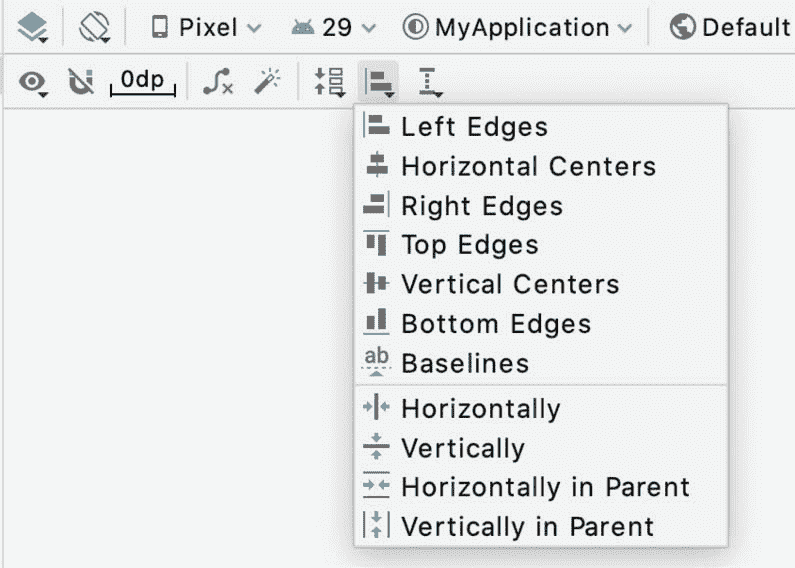 Pixel 29 MyApplication Default
0dp
Left Edges
Horizontal Centers
Right Edges
Top Edges
Vertical Centers
Bottom Edges
ab Baselines
Horizontally
Vertically
Horizontally in Parent
Vertically in Parent